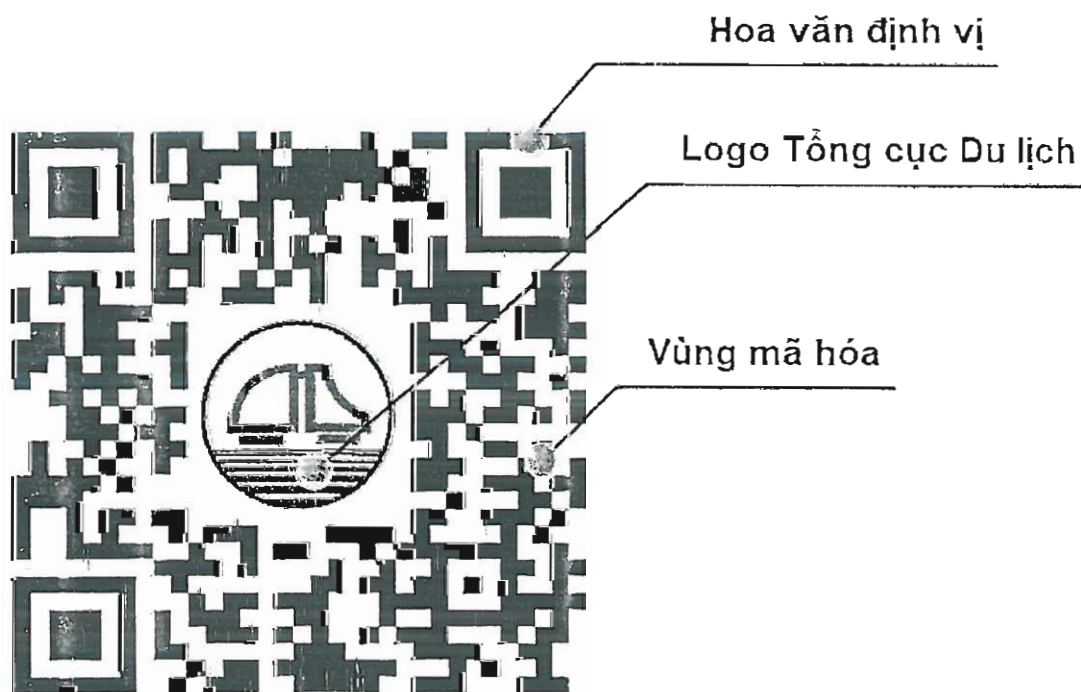 Hoa văn định vị
Logo Tổng cục Du lịch
Vùng mã hóa